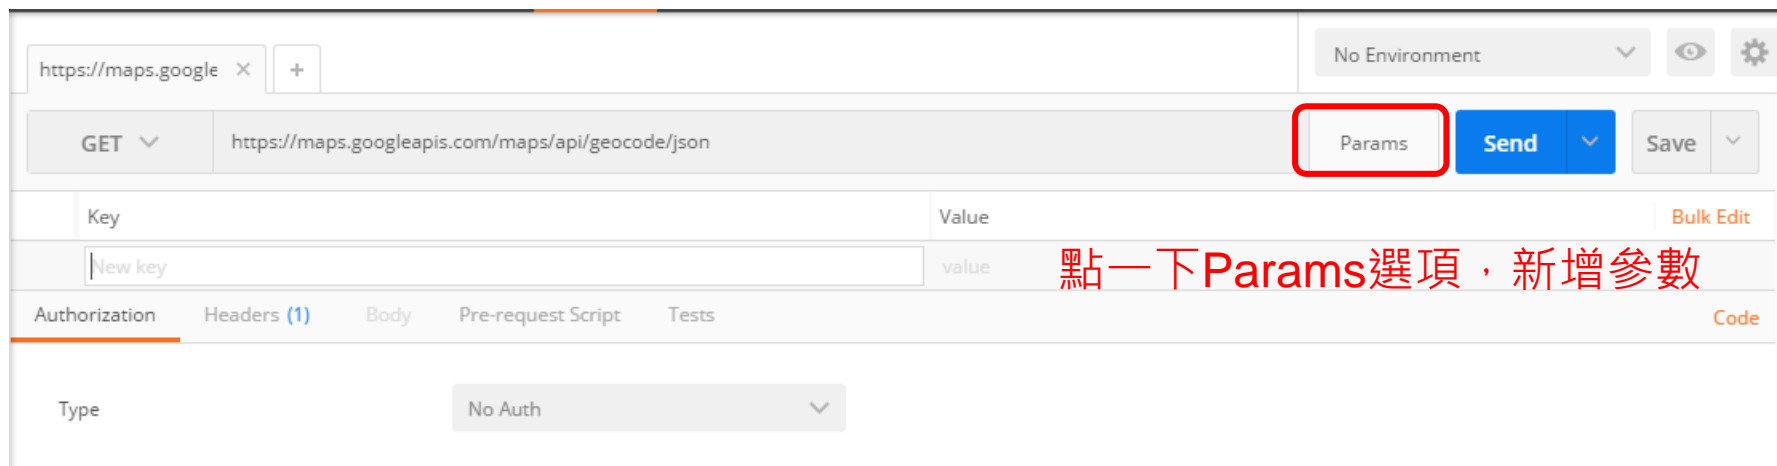 https://maps.google
No Environment
GET https://maps.googleapis.com/maps/api/geocode/json Params Send Save
Key Value Bulk Edit
New key value 點一下Params選項，新增參數
Authorization Headers (1) Body Pre-request Script Tests Code
Type No Auth